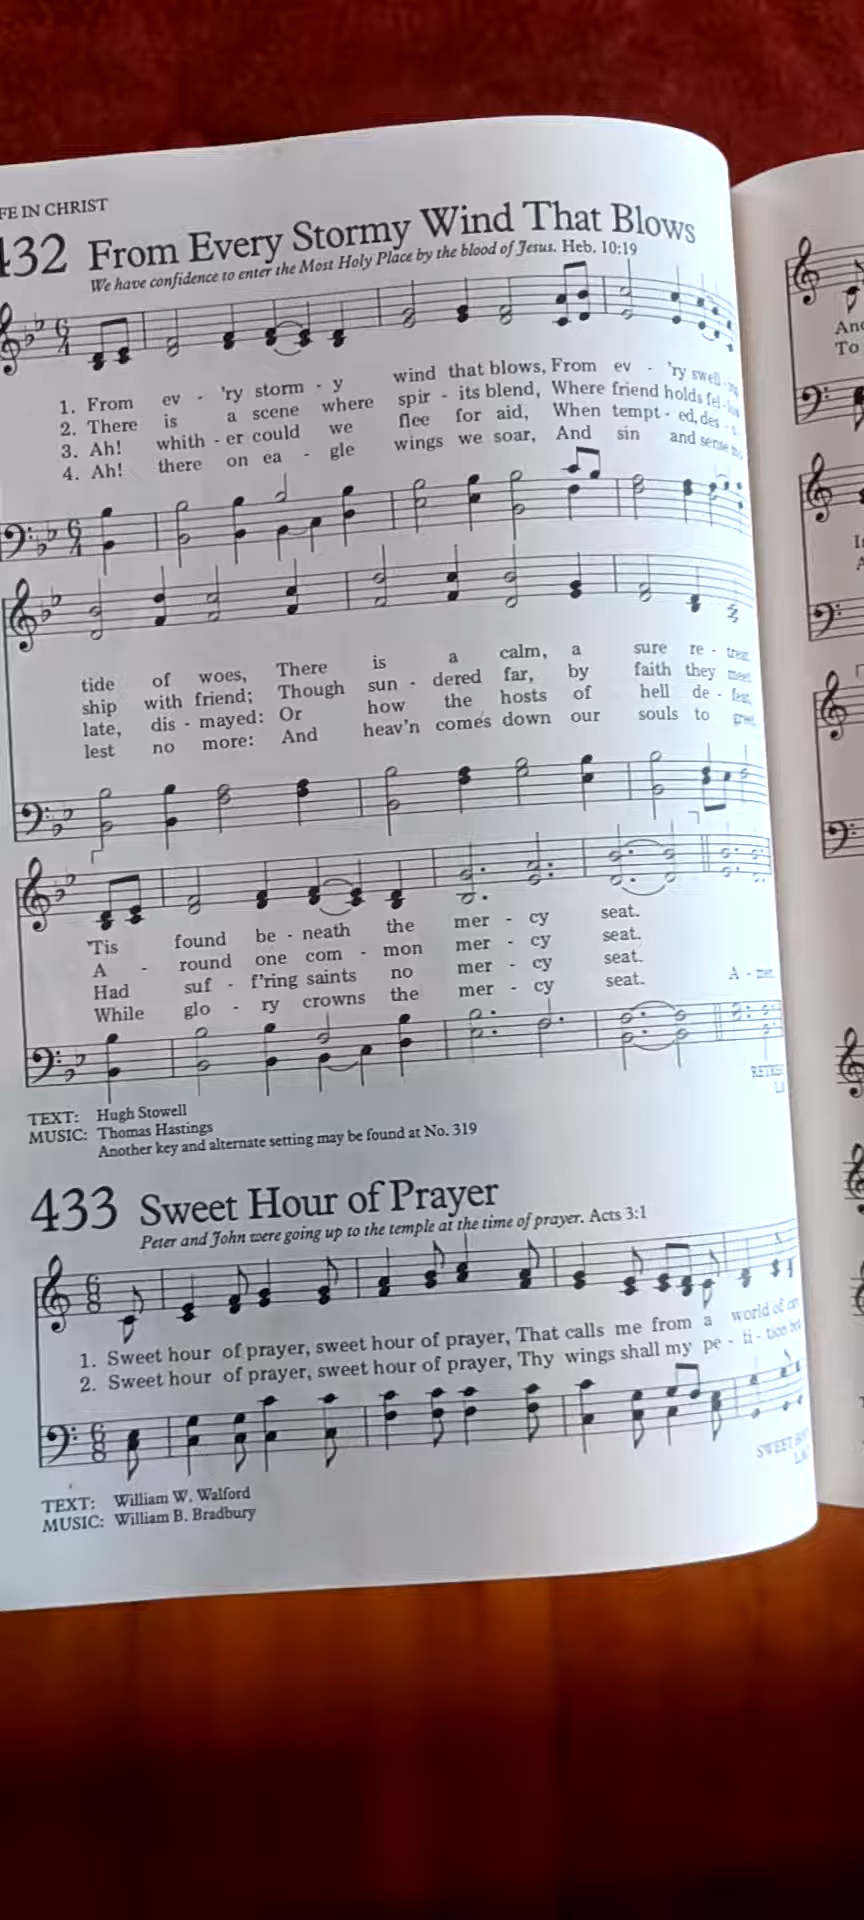 FE IN CHRIST
432 From Every Stormy Wind That Blows
We have confidence to enter the Most Holy Place by the blood of Jesus. Heb. 10:19
1. From ev - 'ry storm - y wind that blows, From ev - 'ry swell - ing
2. There is a scene where spir - its blend, Where friend holds fel - low
3. Ah! whith - er could we flee for aid, When tempt - ed, des -
4. Ah! there on ea - gle wings we soar, And sin and sense
tide of woes, There is a calm, a sure re - treat
ship with friend; Though sun - dered far, by faith they meet
late, dis - mayed: Or how the hosts of hell de - feat,
lest no more: And heav'n comes down our souls to greet,
'Tis found be - neath the mer - cy seat.
A - round one com - mon mer - cy seat.
Had suf - f'ring saints no mer - cy seat.
While glo - ry crowns the mer - cy seat. A - men
TEXT: Hugh Stowell
MUSIC: Thomas Hastings
Another key and alternate setting may be found at No. 319
433 Sweet Hour of Prayer
Peter and John were going up to the temple at the time of prayer. Acts 3:1
1. Sweet hour of prayer, sweet hour of prayer, That calls me from a world of
2. Sweet hour of prayer, sweet hour of prayer, Thy wings shall my pe - ti - tion
SWEET
TEXT: William W. Walford
MUSIC: William B. Bradbury
And
To